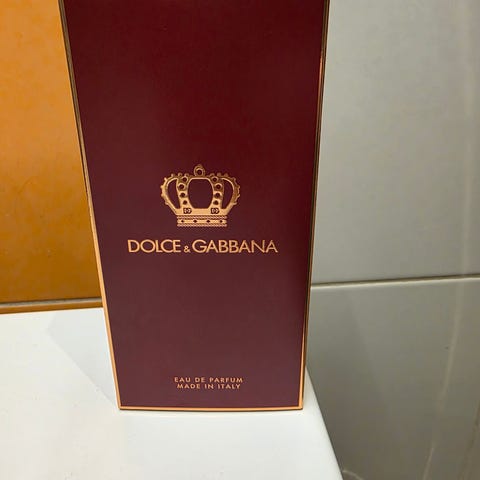 DOLCE & GABBANA
EAU DE PARFUM
MADE IN ITALY